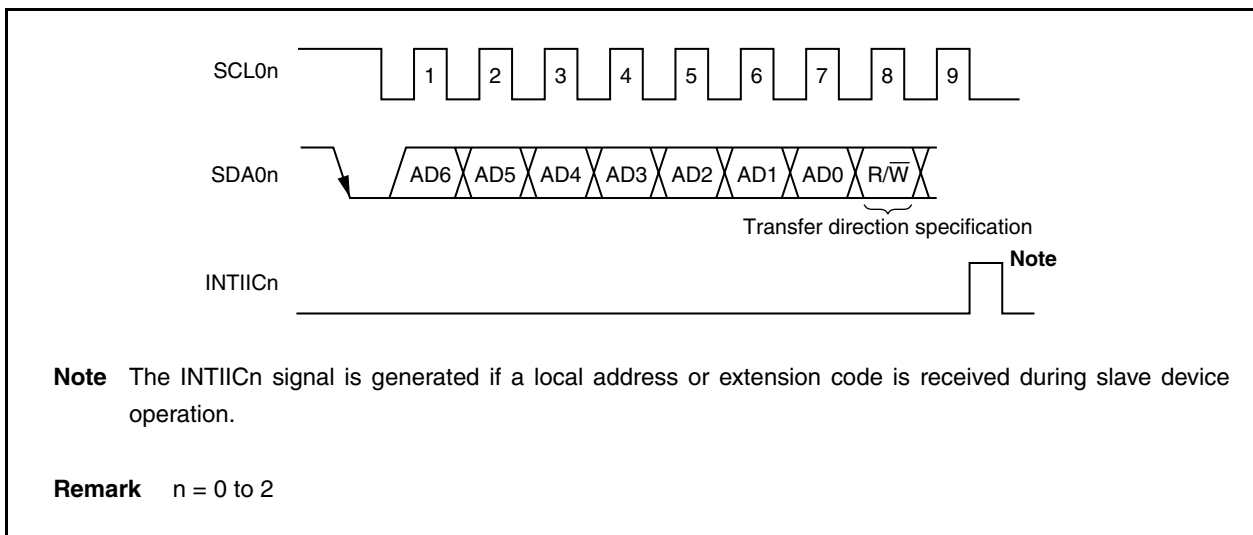 SCL0n 1 2 3 4 5 6 7 8 9
SDA0n AD6 AD5 AD4 AD3 AD2 AD1 AD0 R/W̅
Transfer direction specification
INTIICn Note
Note The INTIICn signal is generated if a local address or extension code is received during slave device
operation.
Remark n = 0 to 2